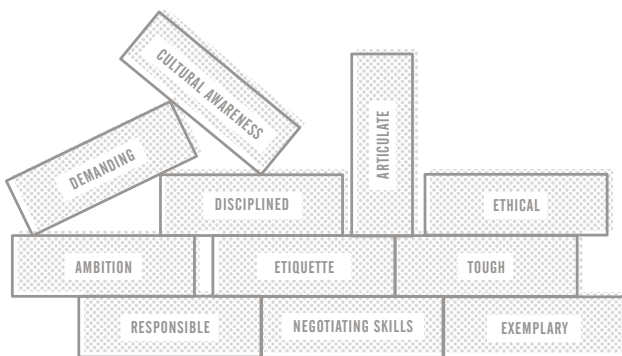 CULTURAL AWARENESS
DEMANDING
ARTICULATE
DISCIPLINED
ETHICAL
AMBITION
ETIQUETTE
TOUGH
RESPONSIBLE
NEGOTIATING SKILLS
EXEMPLARY